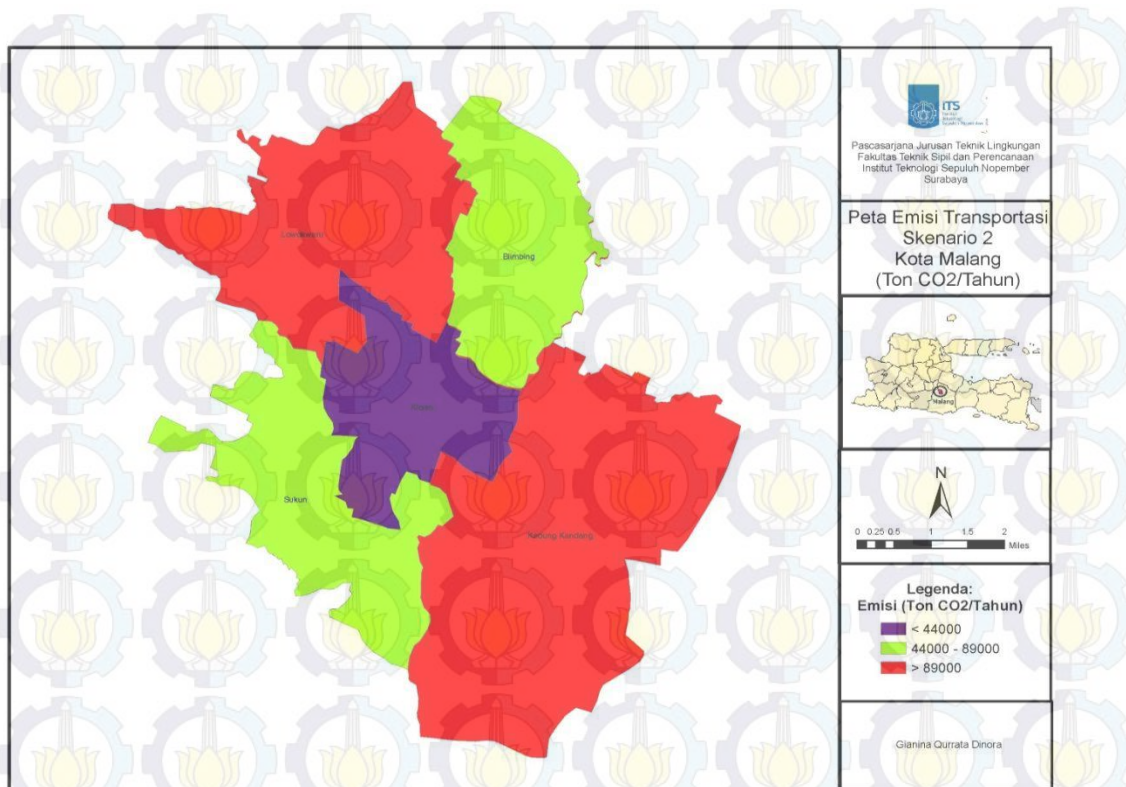 ITS
Pascasarjana Jurusan Teknik Lingkungan
Fakultas Teknik Sipil dan Perencanaan
Institut Teknologi Sepuluh Nopember
Surabaya
Peta Emisi Transportasi
Skenario 2
Kota Malang
(Ton CO2/Tahun)
Malang
N
0 0.25 0.5 1 1.5 2
Miles
Legenda:
Emisi (Ton CO2/Tahun)
< 44000
44000 - 89000
> 89000
Gianina Qurrata Dinora
Lowokwaru
Blimbing
Klojen
Sukun
Kedung Kandang